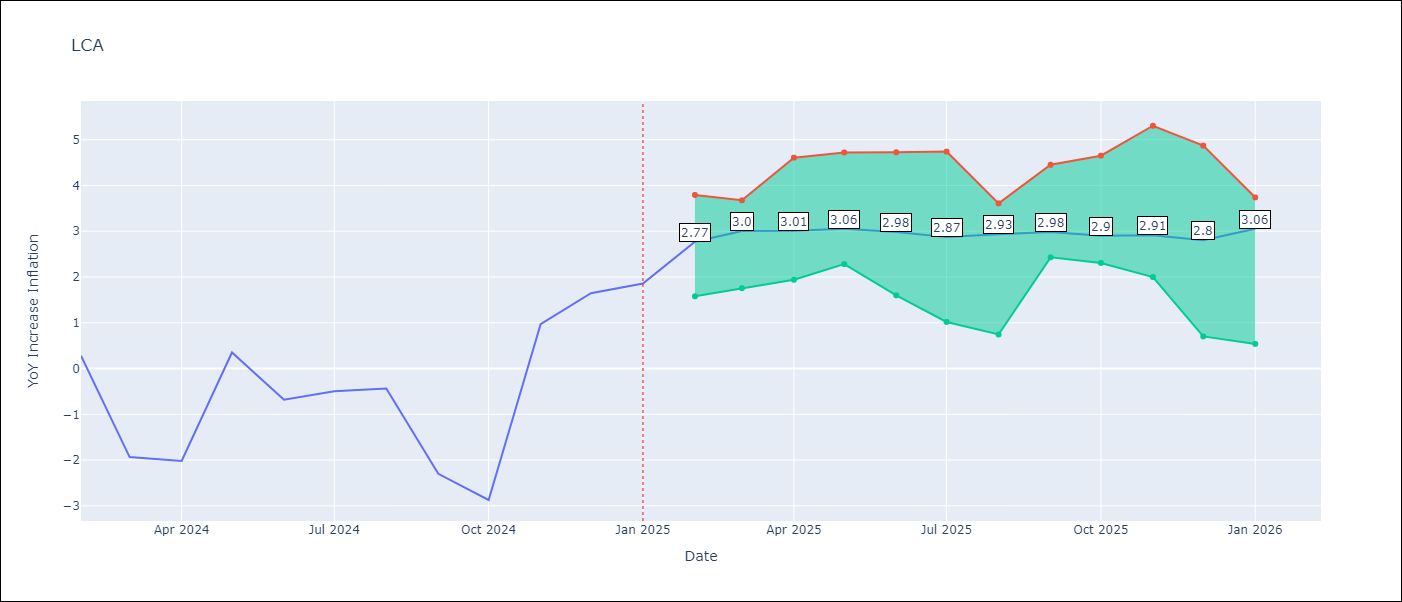 LCA
YoY Increase Inflation
5
4
3
2
1
0
−1
−2
−3
2.77
3.0
3.01
3.06
2.98
2.87
2.93
2.98
2.9
2.91
2.8
3.06
Apr 2024
Jul 2024
Oct 2024
Jan 2025
Apr 2025
Jul 2025
Oct 2025
Jan 2026
Date